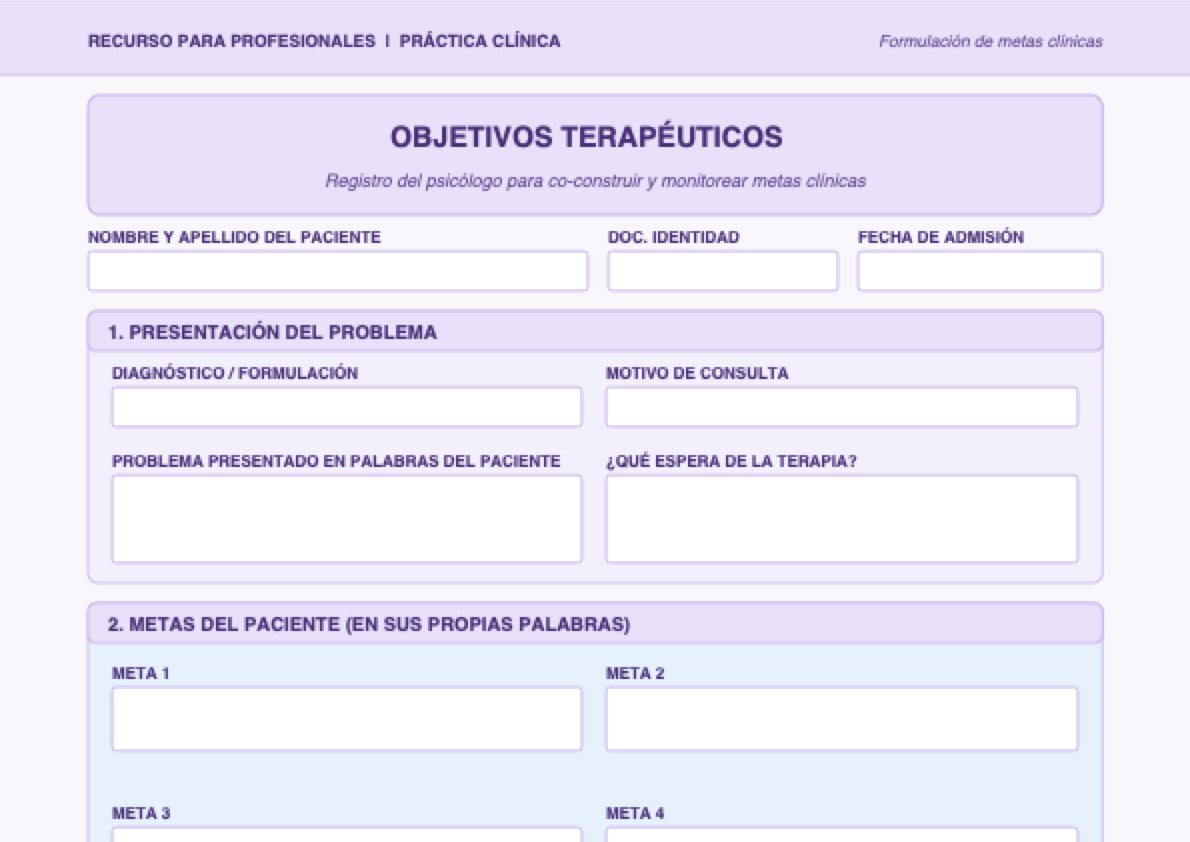 RECURSO PARA PROFESIONALES | PRÁCTICA CLÍNICA
Formulación de metas clínicas
OBJETIVOS TERAPÉUTICOS
Registro del psicólogo para co-construir y monitorear metas clínicas
NOMBRE Y APELLIDO DEL PACIENTE
DOC. IDENTIDAD
FECHA DE ADMISIÓN
1. PRESENTACIÓN DEL PROBLEMA
DIAGNÓSTICO / FORMULACIÓN
MOTIVO DE CONSULTA
PROBLEMA PRESENTADO EN PALABRAS DEL PACIENTE
¿QUÉ ESPERA DE LA TERAPIA?
2. METAS DEL PACIENTE (EN SUS PROPIAS PALABRAS)
META 1
META 2
META 3
META 4